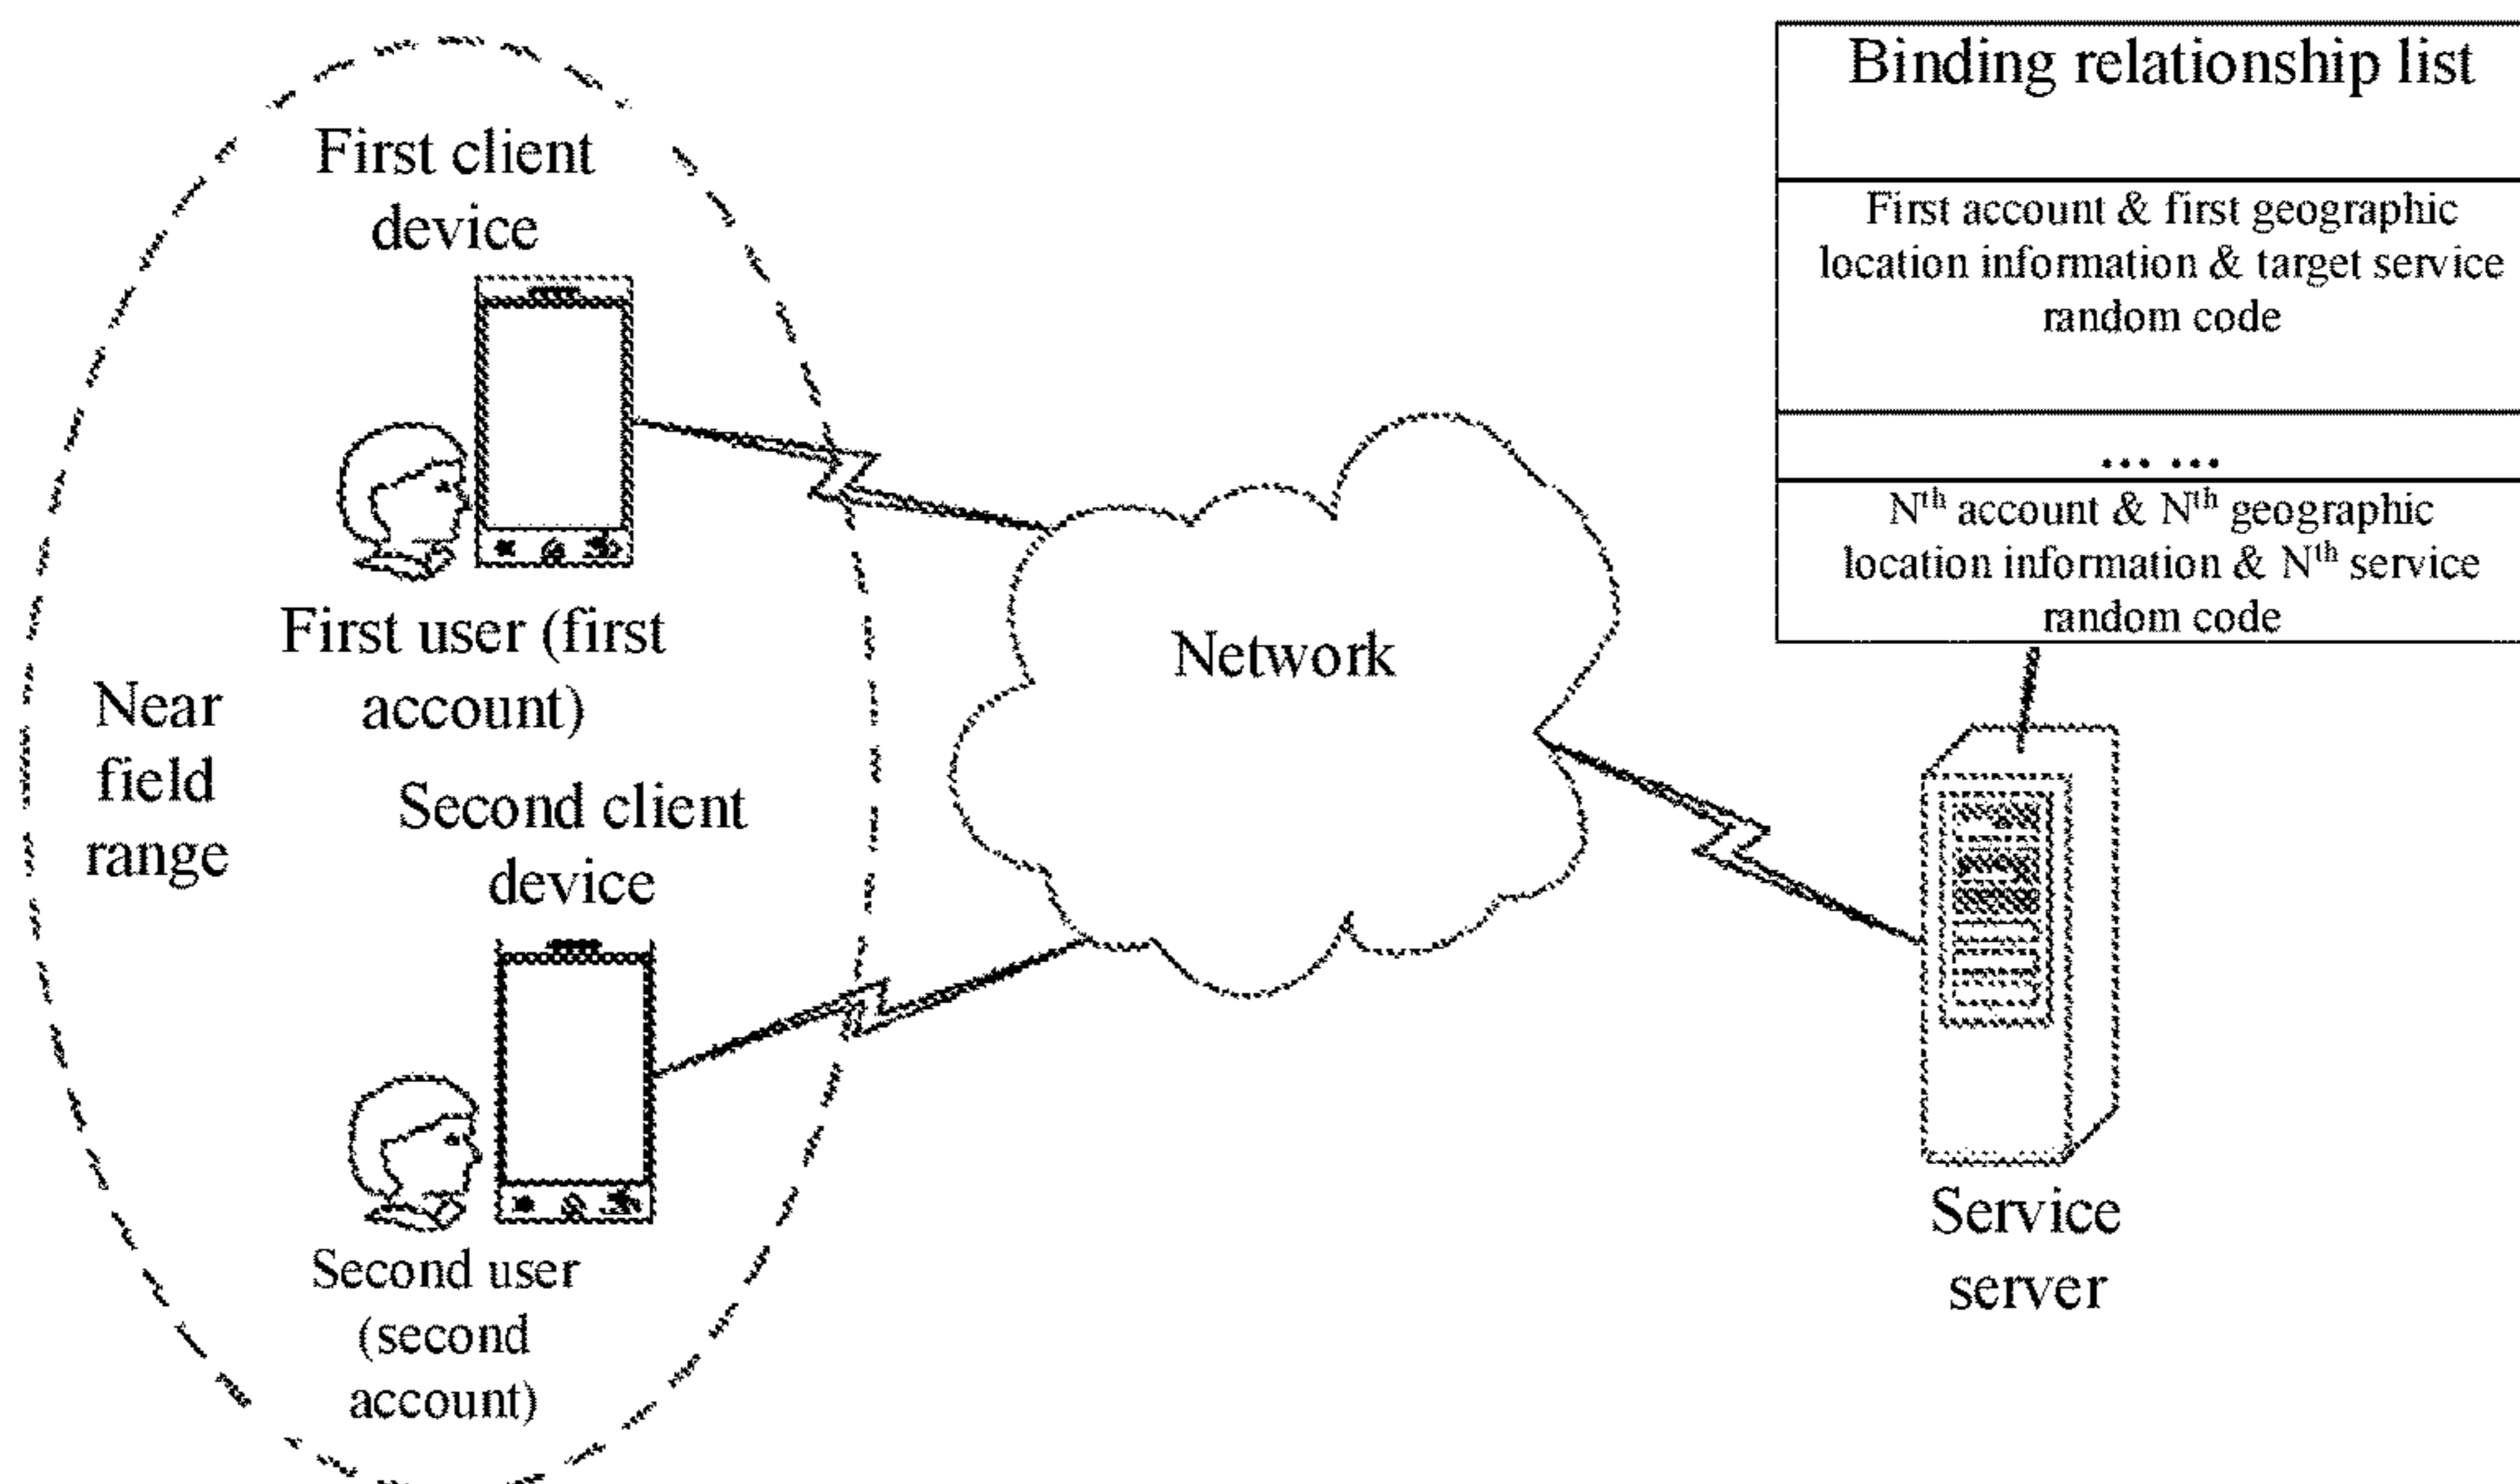 First client
device
First user (first
account)
Near
field
range
Second client
device
Second user
(second
account)
Network
Binding relationship list
First account & first geographic
location information & target service
random code
... ...
Nth account & Nth geographic
location information & Nth service
random code
Service
server